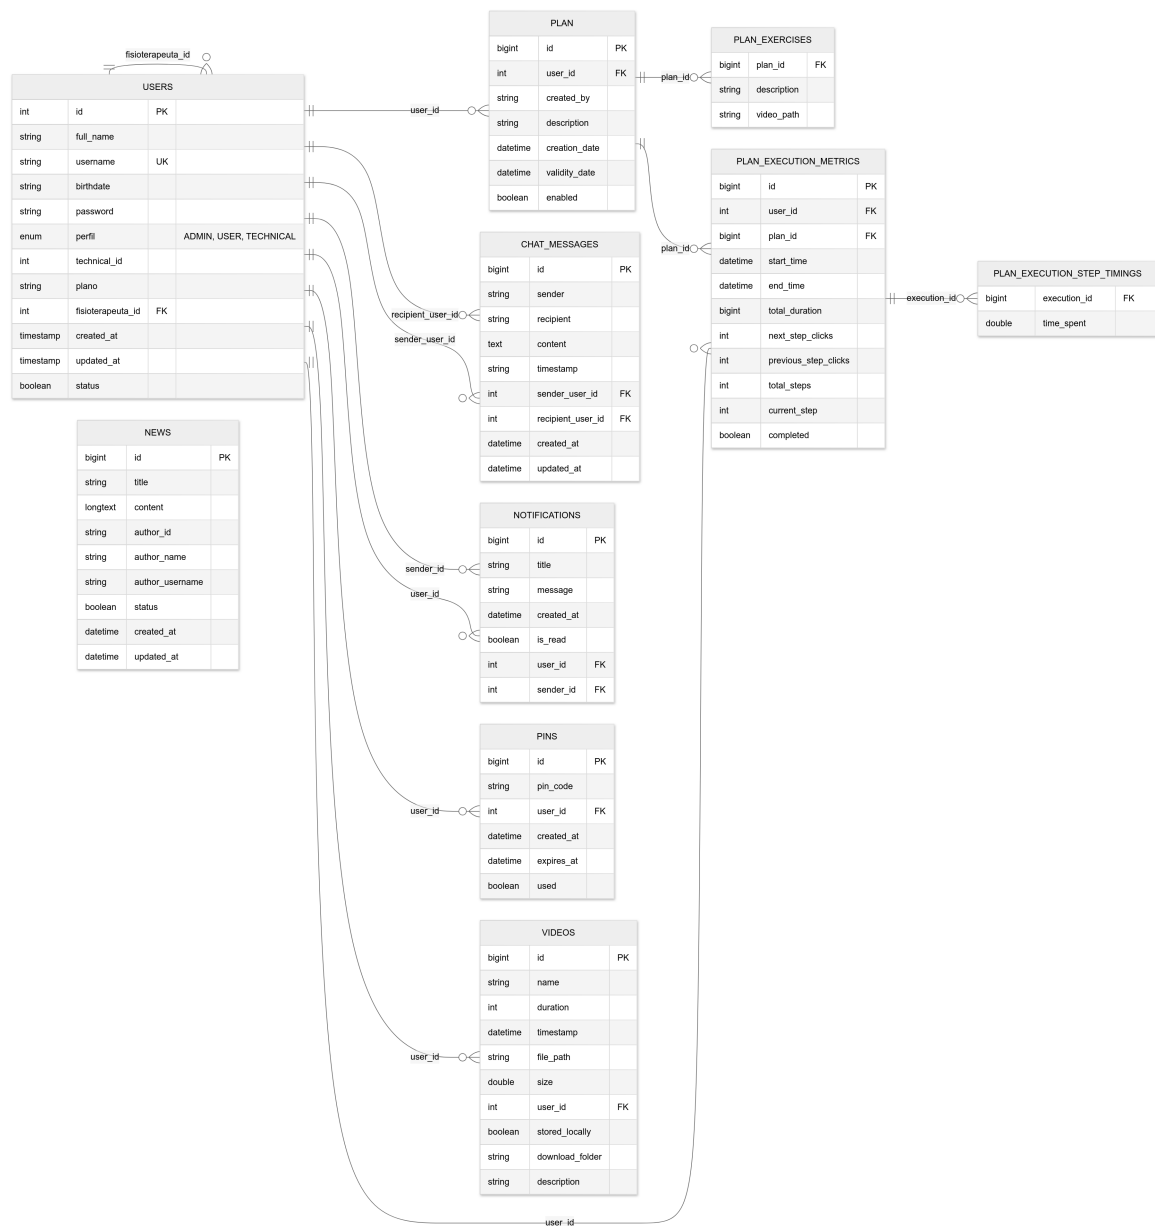 fisioterapeuta_id
USERS
int id PK
string full_name
string username UK
string birthdate
string password
enum perfil ADMIN, USER, TECHNICAL
int technical_id
string plano
int fisioterapeuta_id FK
timestamp created_at
timestamp updated_at
boolean status
NEWS
bigint id PK
string title
longtext content
string author_id
string author_name
string author_username
boolean status
datetime created_at
datetime updated_at
user_id
recipient_user_id
sender_user_id
sender_id
user_id
user_id
user_id
user_id
PLAN
bigint id PK
int user_id FK
string created_by
string description
datetime creation_date
datetime validity_date
boolean enabled
CHAT_MESSAGES
bigint id PK
string sender
string recipient
text content
string timestamp
int sender_user_id FK
int recipient_user_id FK
datetime created_at
datetime updated_at
NOTIFICATIONS
bigint id PK
string title
string message
datetime created_at
boolean is_read
int user_id FK
int sender_id FK
PINS
bigint id PK
string pin_code
int user_id FK
datetime created_at
datetime expires_at
boolean used
VIDEOS
bigint id PK
string name
int duration
datetime timestamp
string file_path
double size
int user_id FK
boolean stored_locally
string download_folder
string description
plan_id
plan_id
PLAN_EXERCISES
bigint plan_id FK
string description
string video_path
PLAN_EXECUTION_METRICS
bigint id PK
int user_id FK
bigint plan_id FK
datetime start_time
datetime end_time
bigint total_duration
int next_step_clicks
int previous_step_clicks
int total_steps
int current_step
boolean completed
execution_id
PLAN_EXECUTION_STEP_TIMINGS
bigint execution_id FK
double time_spent